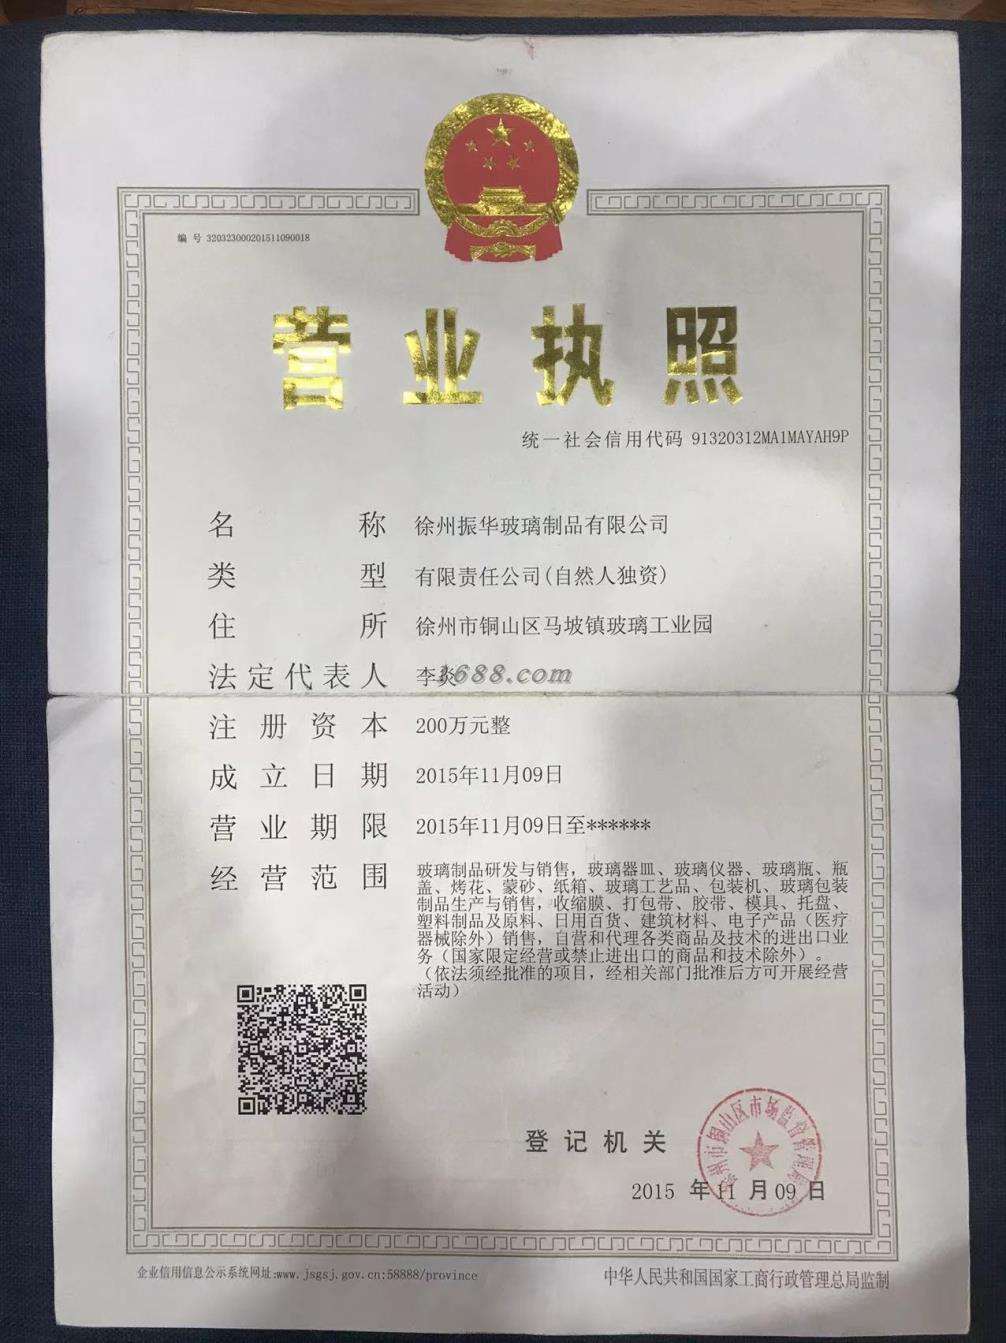 编 号 320323000201511090018
营业执照
统一社会信用代码 91320312MA1MAYAH9P
名称 徐州振华玻璃制品有限公司
类型 有限责任公司(自然人独资)
住所 徐州市铜山区马坡镇玻璃工业园
法定代表人 李炎
1688.com
注册资本 200万元整
成立日期 2015年11月09日
营业期限 2015年11月09日至******
经营范围 玻璃制品研发与销售，玻璃器皿、玻璃仪器、玻璃瓶、瓶
盖、烤花、蒙砂、纸箱、玻璃工艺品、包装机、玻璃包装
制品生产与销售，收缩膜、打包带、胶带、模具、托盘、
塑料制品及原料、日用百货、建筑材料、电子产品（医疗
器械除外）销售，自营和代理各类商品及技术的进出口业
务（国家限定经营或禁止进出口的商品和技术除外）。
（依法须经批准的项目，经相关部门批准后方可开展经营
活动）
徐州市铜山区市场监督管理局
登记机关
2015 年 11 月 09 日
企业信用信息公示系统网址:www.jsgsj.gov.cn:58888/province
中华人民共和国国家工商行政管理总局监制